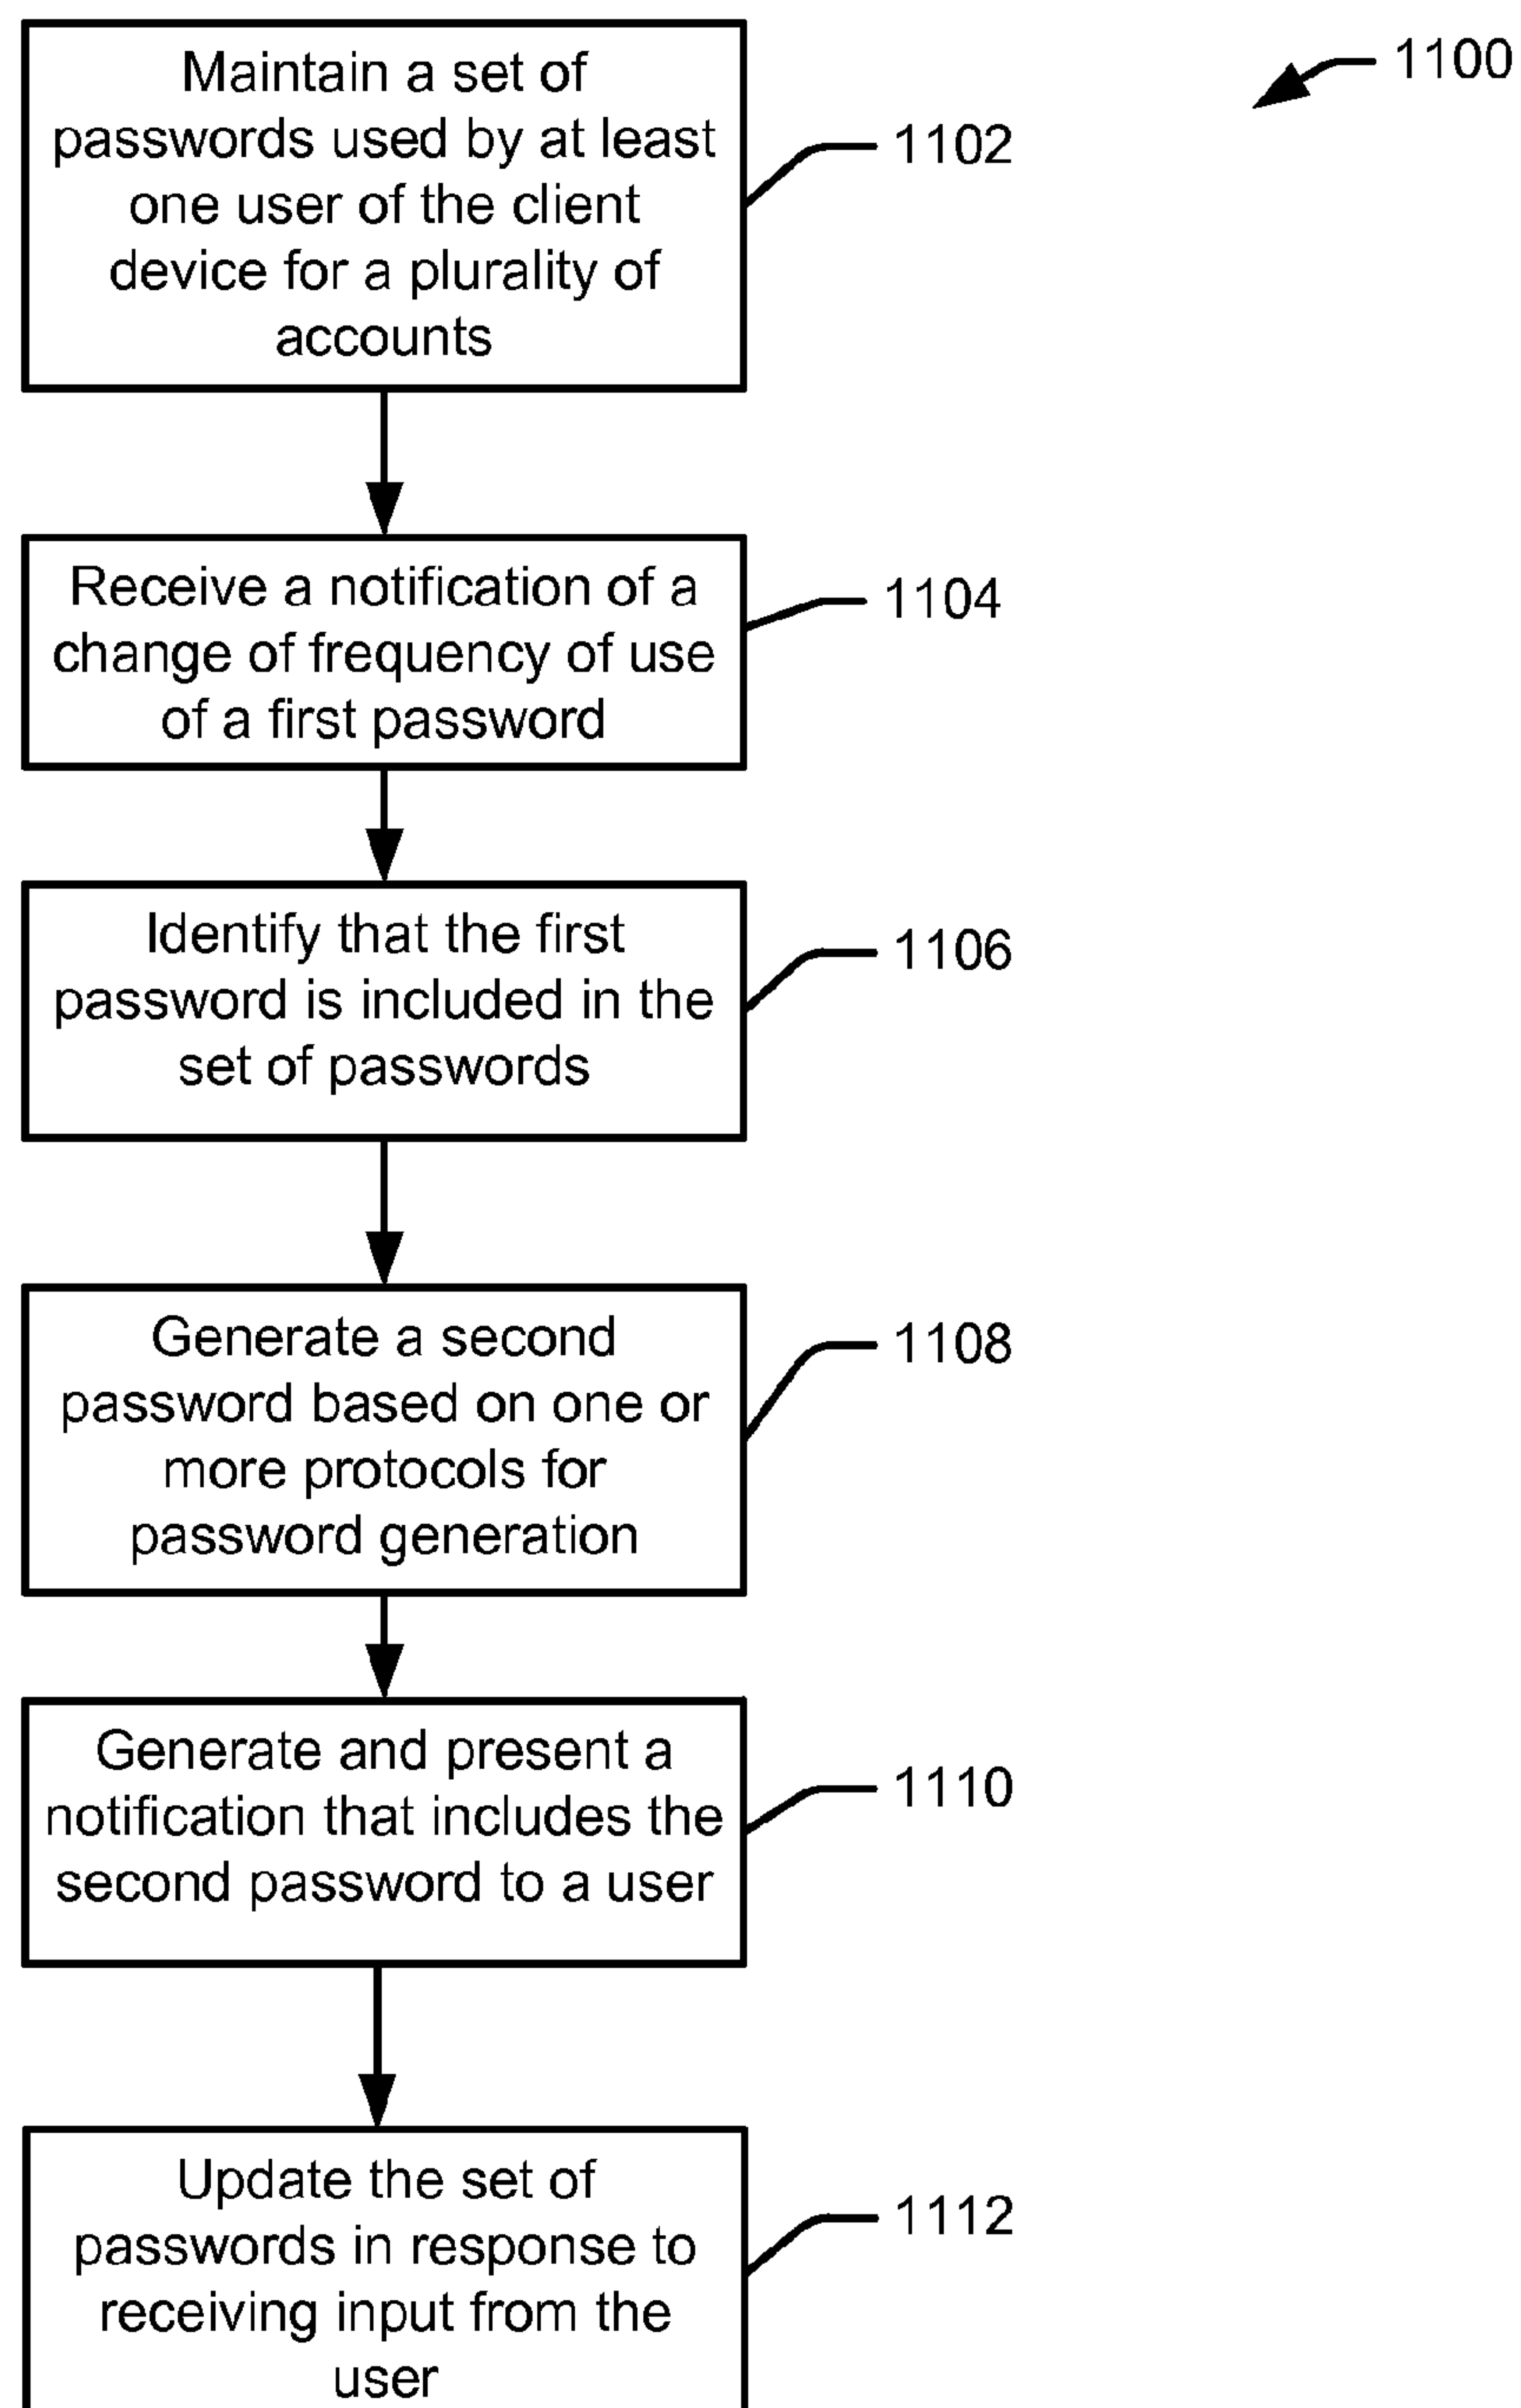 Maintain a set of
passwords used by at least
one user of the client
device for a plurality of
accounts
1100
1102
Receive a notification of a
change of frequency of use
of a first password
1104
Identify that the first
password is included in the
set of passwords
1106
Generate a second
password based on one or
more protocols for
password generation
1108
Generate and present a
notification that includes the
second password to a user
1110
Update the set of
passwords in response to
receiving input from the
user
1112